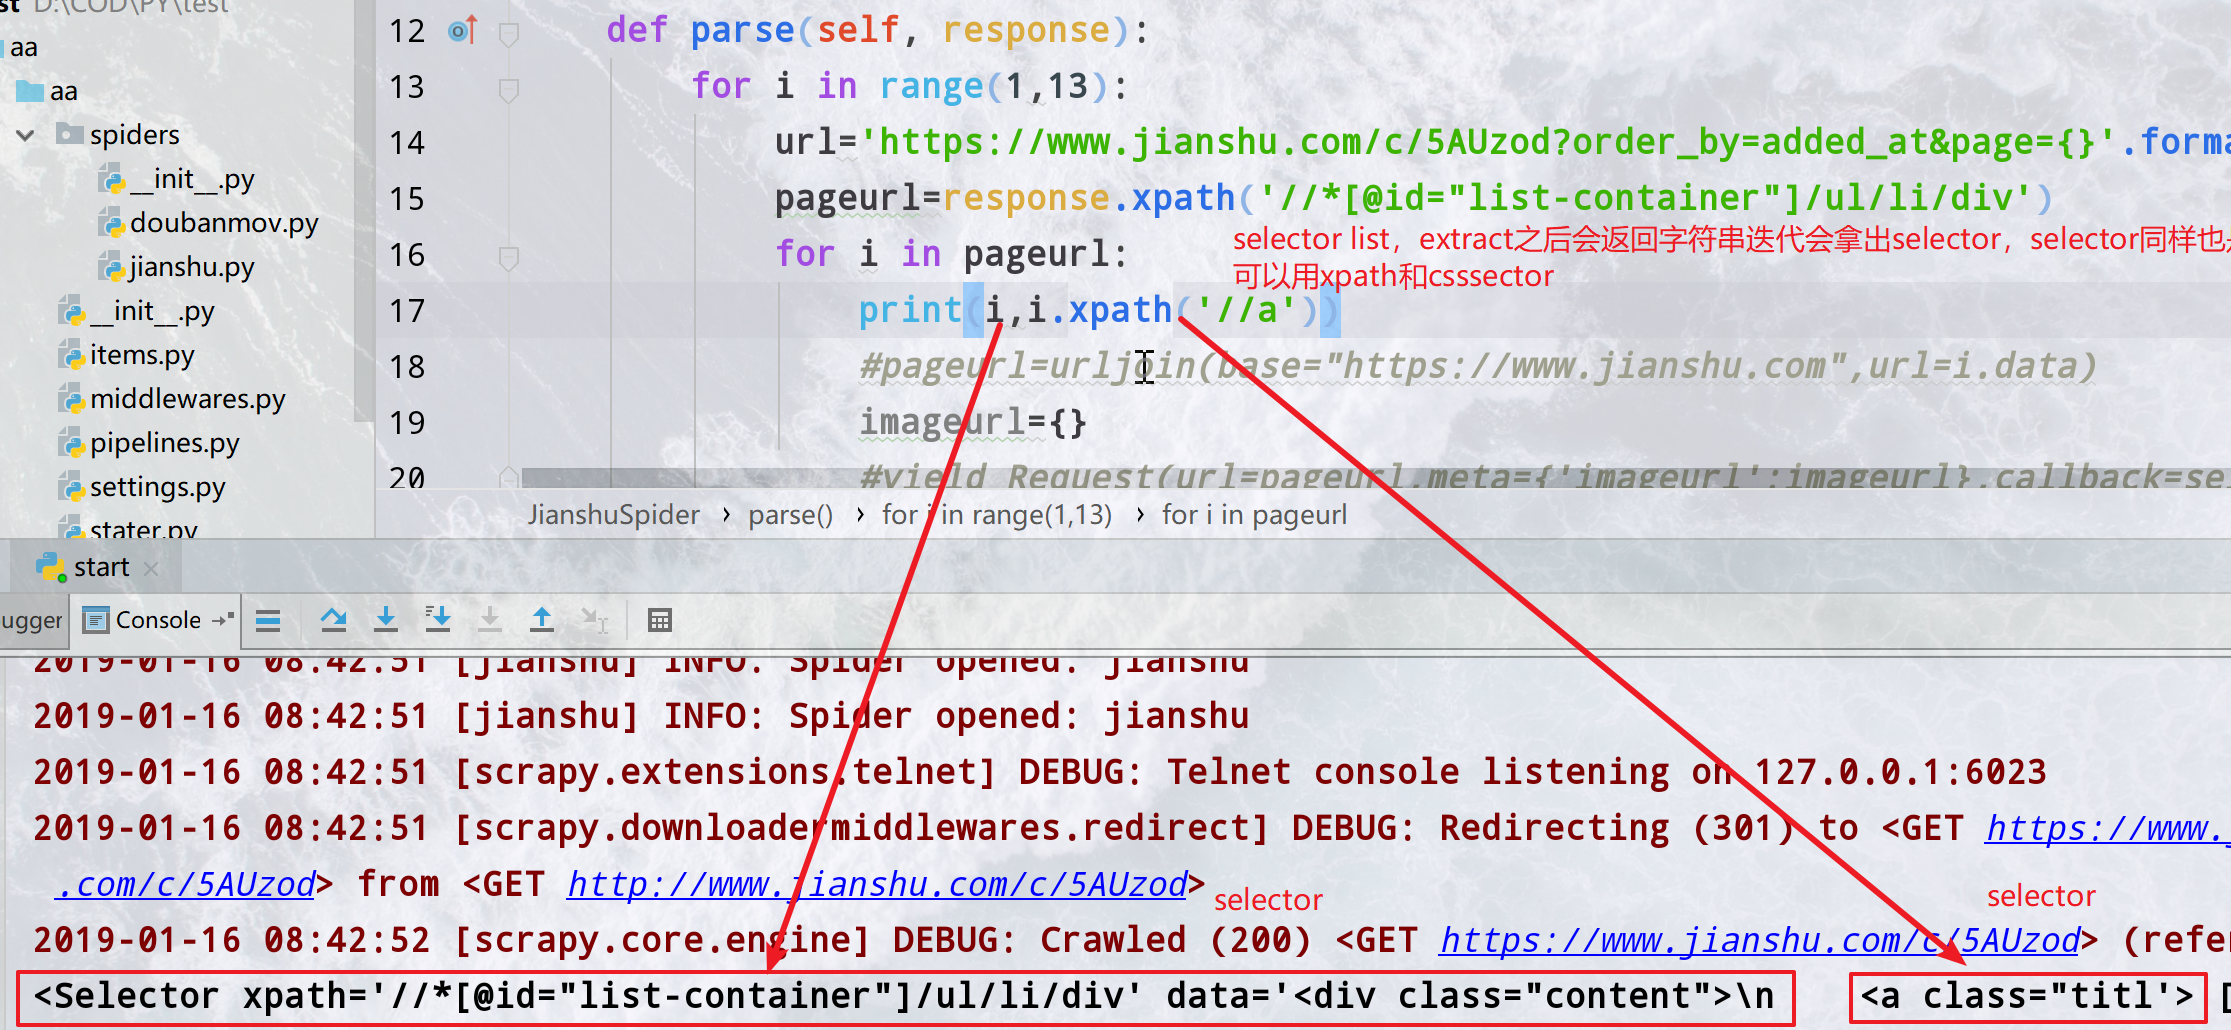 st D:\COD\PY\test
aa
aa
spiders
__init__.py
doubanmov.py
jianshu.py
__init__.py
items.py
middlewares.py
pipelines.py
settings.py
stater.py
12 def parse(self, response):
13 for i in range(1,13):
14 url='https://www.jianshu.com/c/5AUzod?order_by=added_at&page={}'.forma
15 pageurl=response.xpath('//*[@id="list-container"]/ul/li/div')
selector list，extract之后会返回字符串迭代会拿出selector，selector同样也
16 for i in pageurl:
可以用xpath和csssector
17 print(i,i.xpath('//a'))
18 #pageurl=urljoin(base="https://www.jianshu.com",url=i.data)
19 imageurl={}
20 #yield Request(url=pageurl,meta={'imageurl':imageurl},callback=sel
JianshuSpider › parse() › for i in range(1,13) › for i in pageurl
start
ugger Console
2019-01-16 08:42:51 [jianshu] INFO: Spider opened: jianshu
2019-01-16 08:42:51 [jianshu] INFO: Spider opened: jianshu
2019-01-16 08:42:51 [scrapy.extensions.telnet] DEBUG: Telnet console listening on 127.0.0.1:6023
2019-01-16 08:42:51 [scrapy.downloadermiddlewares.redirect] DEBUG: Redirecting (301) to <GET https://www.j
.com/c/5AUzod> from <GET http://www.jianshu.com/c/5AUzod>
selector selector
2019-01-16 08:42:52 [scrapy.core.engine] DEBUG: Crawled (200) <GET https://www.jianshu.com/c/5AUzod> (refer
<Selector xpath='//*[@id="list-container"]/ul/li/div' data='<div class="content">\n <a class="titl'> [